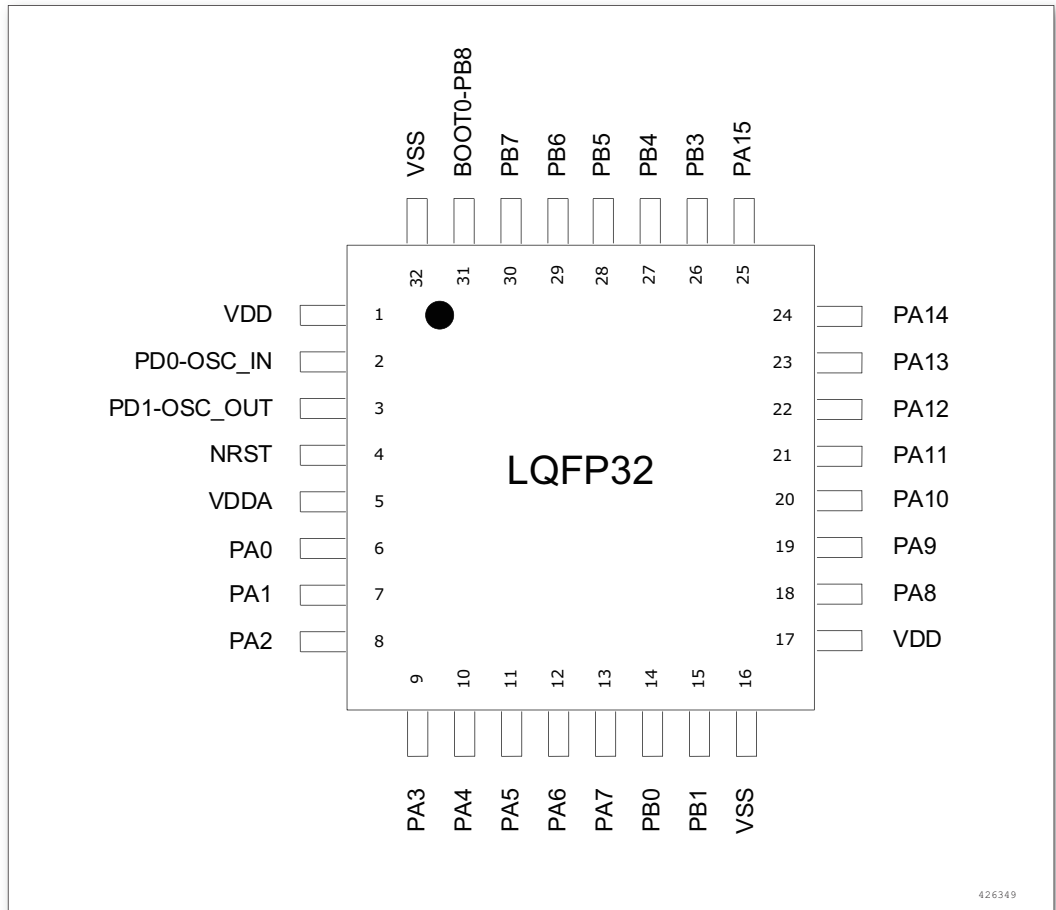 VSS
BOOT0-PB8
PB7
PB6
PB5
PB4
PB3
PA15
32
31
30
29
28
27
26
25
VDD 1 24 PA14
PD0-OSC_IN 2 23 PA13
PD1-OSC_OUT 3 22 PA12
NRST 4 21 PA11
LQFP32
VDDA 5 20 PA10
PA0 6 19 PA9
PA1 7 18 PA8
PA2 8 17 VDD
9
10
11
12
13
14
15
16
PA3
PA4
PA5
PA6
PA7
PB0
PB1
VSS
426349